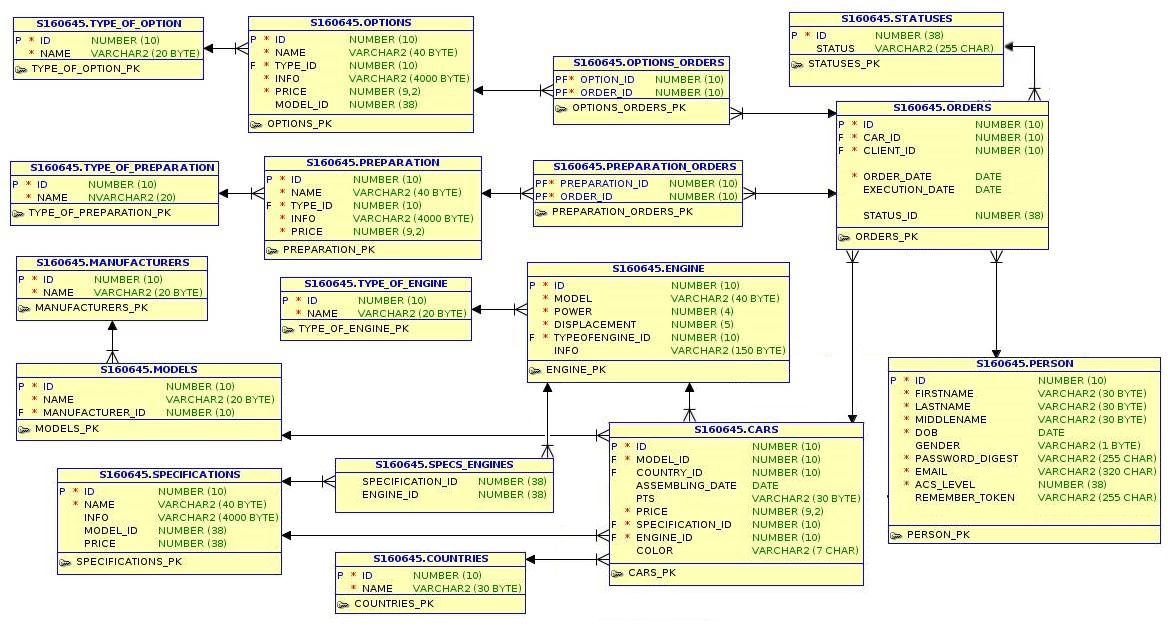 S160645.TYPE_OF_OPTION
P * ID NUMBER (10)
* NAME VARCHAR2 (20 BYTE)
TYPE_OF_OPTION_PK
S160645.OPTIONS
P * ID NUMBER (10)
* NAME VARCHAR2 (40 BYTE)
F * TYPE_ID NUMBER (10)
* INFO VARCHAR2 (4000 BYTE)
* PRICE NUMBER (9,2)
MODEL_ID NUMBER (38)
OPTIONS_PK
S160645.OPTIONS_ORDERS
PF* OPTION_ID NUMBER (10)
PF* ORDER_ID NUMBER (10)
OPTIONS_ORDERS_PK
S160645.STATUSES
P * ID NUMBER (38)
STATUS VARCHAR2 (255 CHAR)
STATUSES_PK
S160645.ORDERS
P * ID NUMBER (10)
F * CAR_ID NUMBER (10)
F * CLIENT_ID NUMBER (10)
* ORDER_DATE DATE
EXECUTION_DATE DATE
STATUS_ID NUMBER (38)
ORDERS_PK
S160645.TYPE_OF_PREPARATION
P * ID NUMBER (10)
* NAME NVARCHAR2 (20)
TYPE_OF_PREPARATION_PK
S160645.PREPARATION
P * ID NUMBER (10)
* NAME VARCHAR2 (40 BYTE)
F * TYPE_ID NUMBER (10)
* INFO VARCHAR2 (4000 BYTE)
* PRICE NUMBER (9,2)
PREPARATION_PK
S160645.PREPARATION_ORDERS
PF* PREPARATION_ID NUMBER (10)
PF* ORDER_ID NUMBER (10)
PREPARATION_ORDERS_PK
S160645.MANUFACTURERS
P * ID NUMBER (10)
* NAME VARCHAR2 (20 BYTE)
MANUFACTURERS_PK
S160645.TYPE_OF_ENGINE
P * ID NUMBER (10)
* NAME VARCHAR2 (20 BYTE)
TYPE_OF_ENGINE_PK
S160645.ENGINE
P * ID NUMBER (10)
* MODEL VARCHAR2 (40 BYTE)
* POWER NUMBER (4)
* DISPLACEMENT NUMBER (5)
F * TYPEOFENGINE_ID NUMBER (10)
INFO VARCHAR2 (150 BYTE)
ENGINE_PK
S160645.MODELS
P * ID NUMBER (10)
* NAME VARCHAR2 (20 BYTE)
F * MANUFACTURER_ID NUMBER (10)
MODELS_PK
S160645.PERSON
P * ID NUMBER (10)
* FIRSTNAME VARCHAR2 (30 BYTE)
* LASTNAME VARCHAR2 (30 BYTE)
* MIDDLENAME VARCHAR2 (30 BYTE)
* DOB DATE
GENDER VARCHAR2 (1 BYTE)
* PASSWORD_DIGEST VARCHAR2 (255 CHAR)
* EMAIL VARCHAR2 (320 CHAR)
* ACS_LEVEL NUMBER (38)
REMEMBER_TOKEN VARCHAR2 (255 CHAR)
PERSON_PK
S160645.CARS
P * ID NUMBER (10)
F * MODEL_ID NUMBER (10)
F COUNTRY_ID NUMBER (10)
ASSEMBLING_DATE DATE
PTS VARCHAR2 (30 BYTE)
* PRICE NUMBER (9,2)
F * SPECIFICATION_ID NUMBER (10)
F * ENGINE_ID NUMBER (10)
COLOR VARCHAR2 (7 CHAR)
CARS_PK
S160645.SPECIFICATIONS
P * ID NUMBER (10)
* NAME VARCHAR2 (40 BYTE)
INFO VARCHAR2 (4000 BYTE)
MODEL_ID NUMBER (38)
PRICE NUMBER (38)
SPECIFICATIONS_PK
S160645.SPECS_ENGINES
SPECIFICATION_ID NUMBER (38)
ENGINE_ID NUMBER (38)
S160645.COUNTRIES
P * ID NUMBER (10)
* NAME VARCHAR2 (30 BYTE)
COUNTRIES_PK